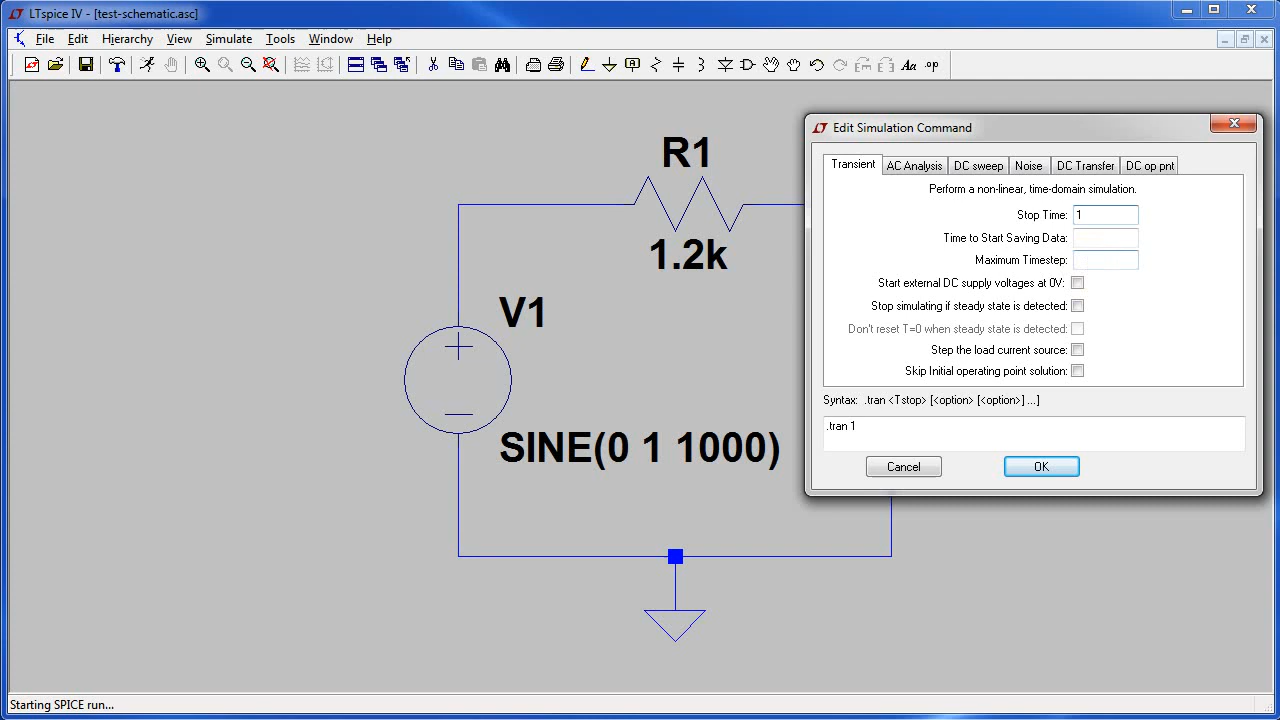 LTspice IV - [test-schematic.asc]
File Edit Hierarchy View Simulate Tools Window Help
Aa .op
R1
1.2k
V1
SINE(0 1 1000)
Edit Simulation Command
Transient AC Analysis DC sweep Noise DC Transfer DC op pnt
Perform a non-linear, time-domain simulation.
Stop Time: 1
Time to Start Saving Data:
Maximum Timestep:
Start external DC supply voltages at 0V:
Stop simulating if steady state is detected:
Don't reset T=0 when steady state is detected:
Step the load current source:
Skip Initial operating point solution:
Syntax: .tran <Tstop> [<option> [<option>] ...]
.tran 1
Cancel OK
Starting SPICE run...